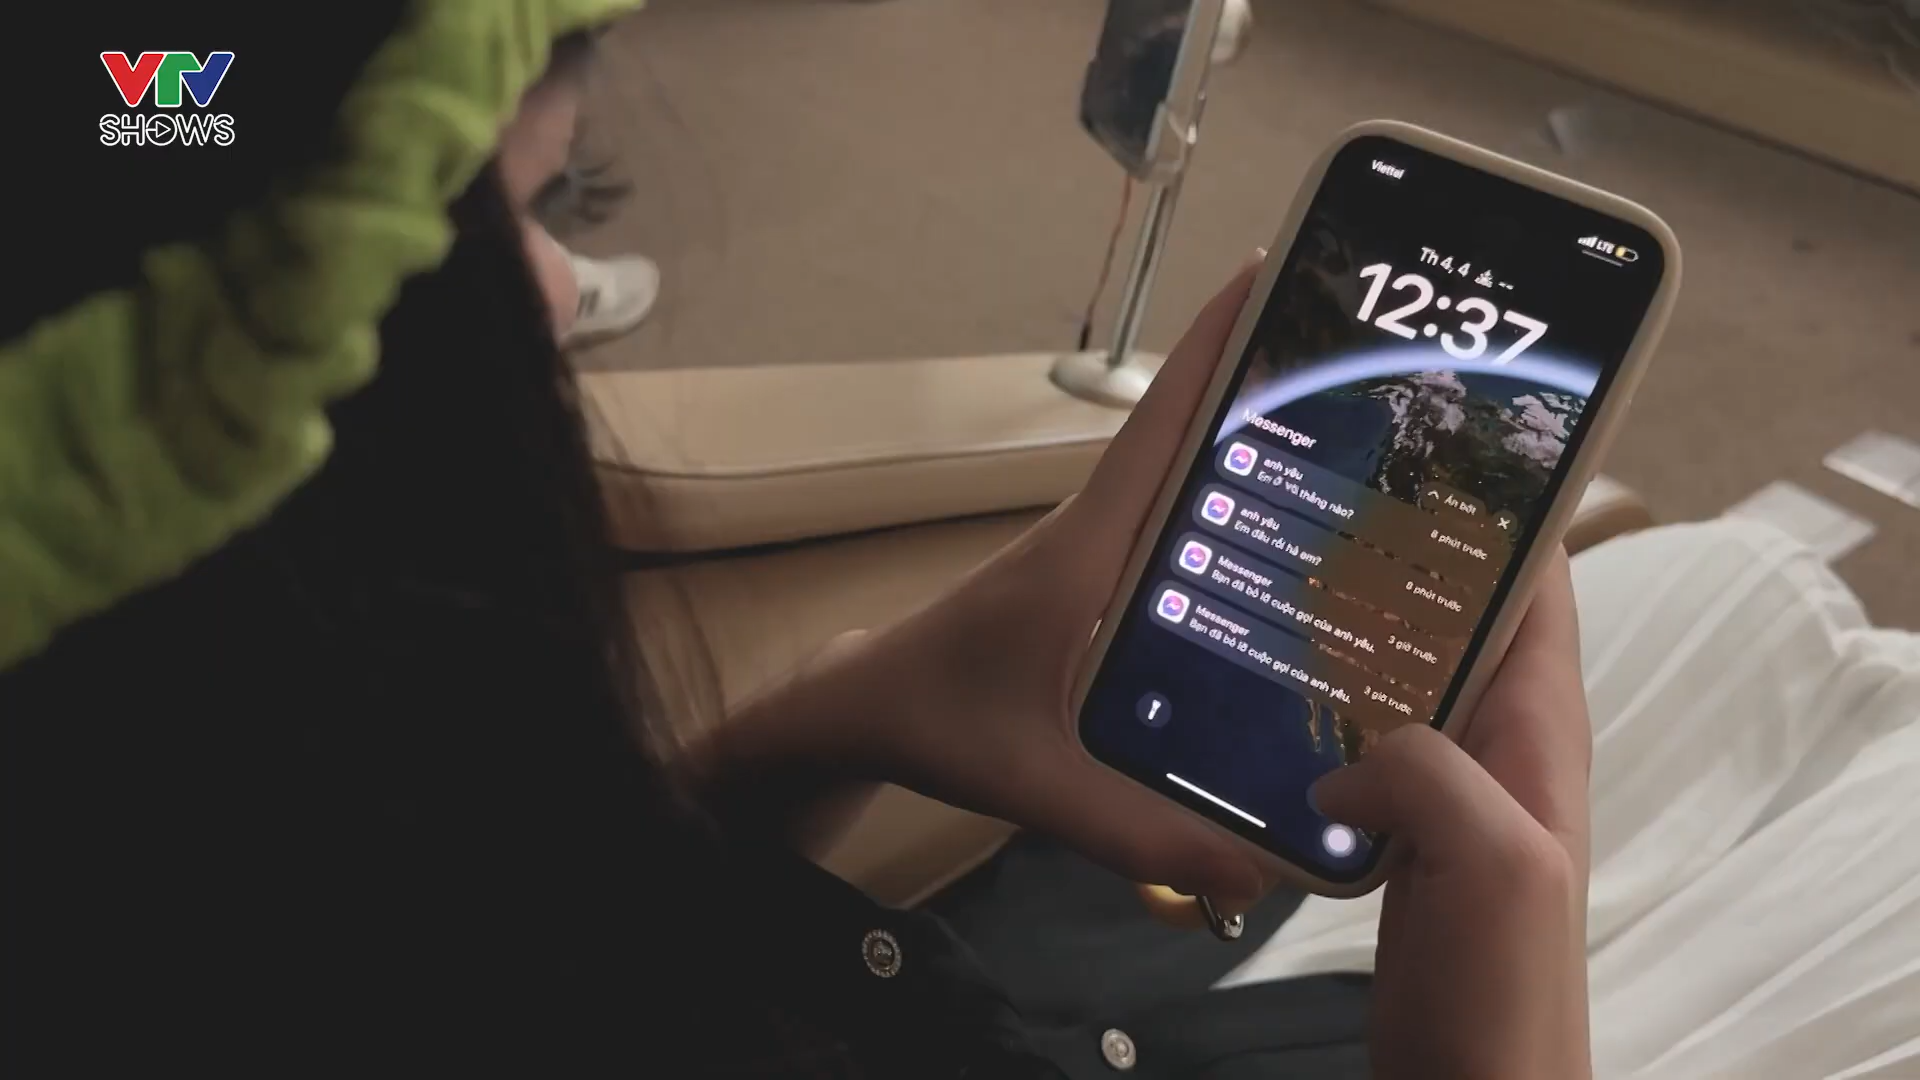 VTV
SHOWS
Viettel
LTE
Th 4, 4
--
12:37
Messenger
Ẩn bớt
anh yêu
8 phút trước
Em ở với thằng nào?
anh yêu
8 phút trước
Em đâu rồi hả em?
Messenger
3 giờ trước
Bạn đã bỏ lỡ cuộc gọi của anh yêu.
Messenger
3 giờ trước
Bạn đã bỏ lỡ cuộc gọi của anh yêu.